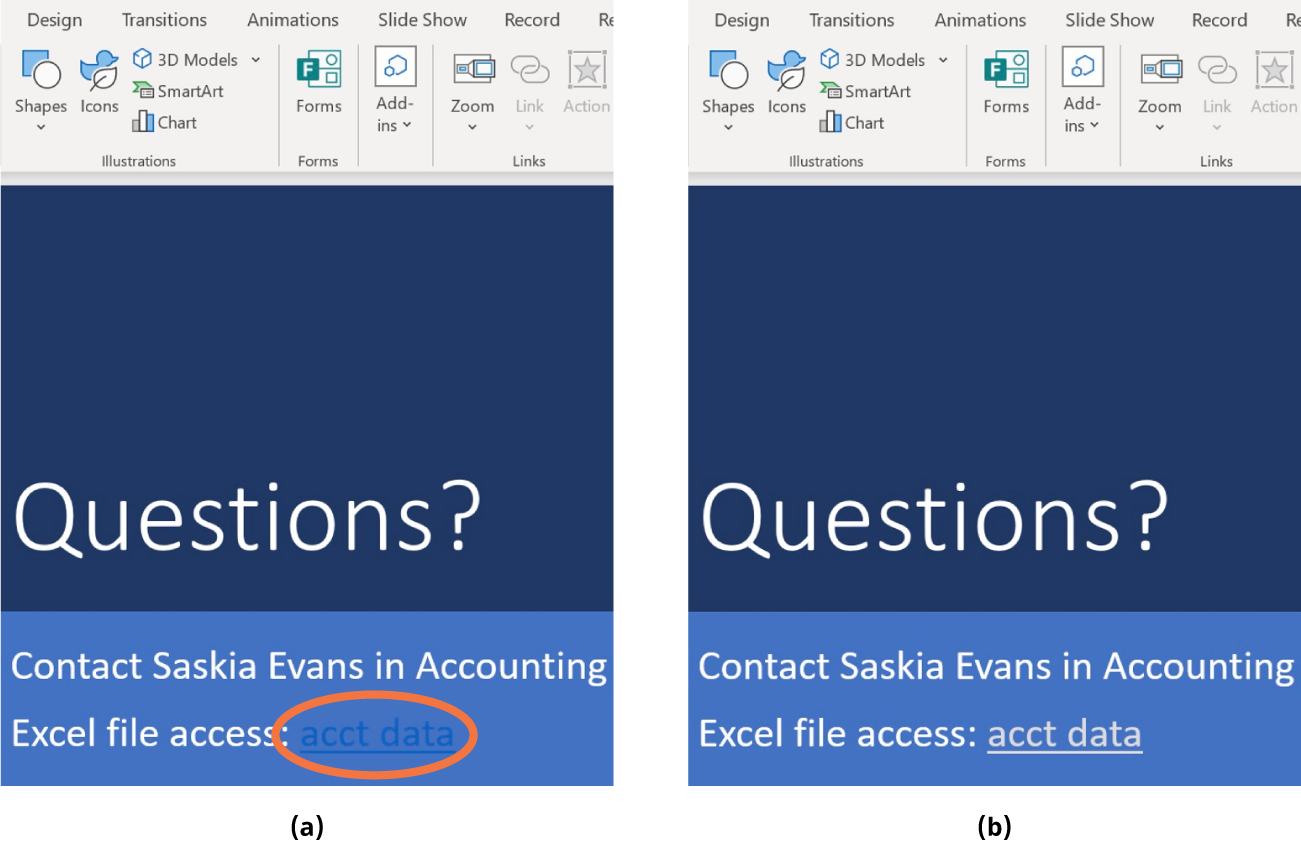 Design Transitions Animations Slide Show Record Re
Shapes Icons 3D Models SmartArt Chart Forms Add-ins Zoom Link Action
Illustrations Forms Links
Questions?
Contact Saskia Evans in Accounting
Excel file access: acct data
(a)
Design Transitions Animations Slide Show Record Re
Shapes Icons 3D Models SmartArt Chart Forms Add-ins Zoom Link Action
Illustrations Forms Links
Questions?
Contact Saskia Evans in Accounting
Excel file access: acct data
(b)